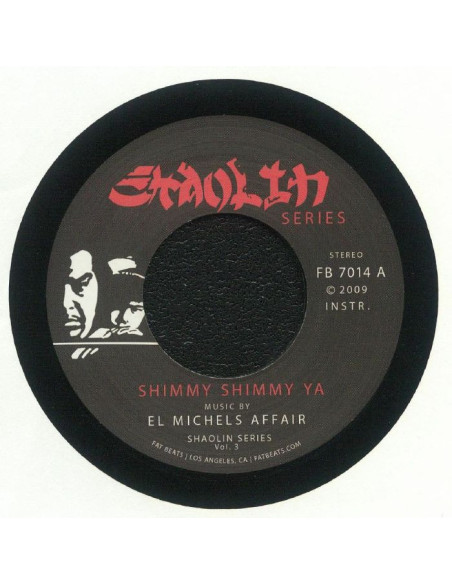 SHAOLIN
SERIES
STEREO
FB 7014 A
© 2009
INSTR.
SHIMMY SHIMMY YA
MUSIC BY
EL MICHELS AFFAIR
SHAOLIN SERIES
Vol. 3
FAT BEATS | LOS ANGELES, CA | FATBEATS.COM